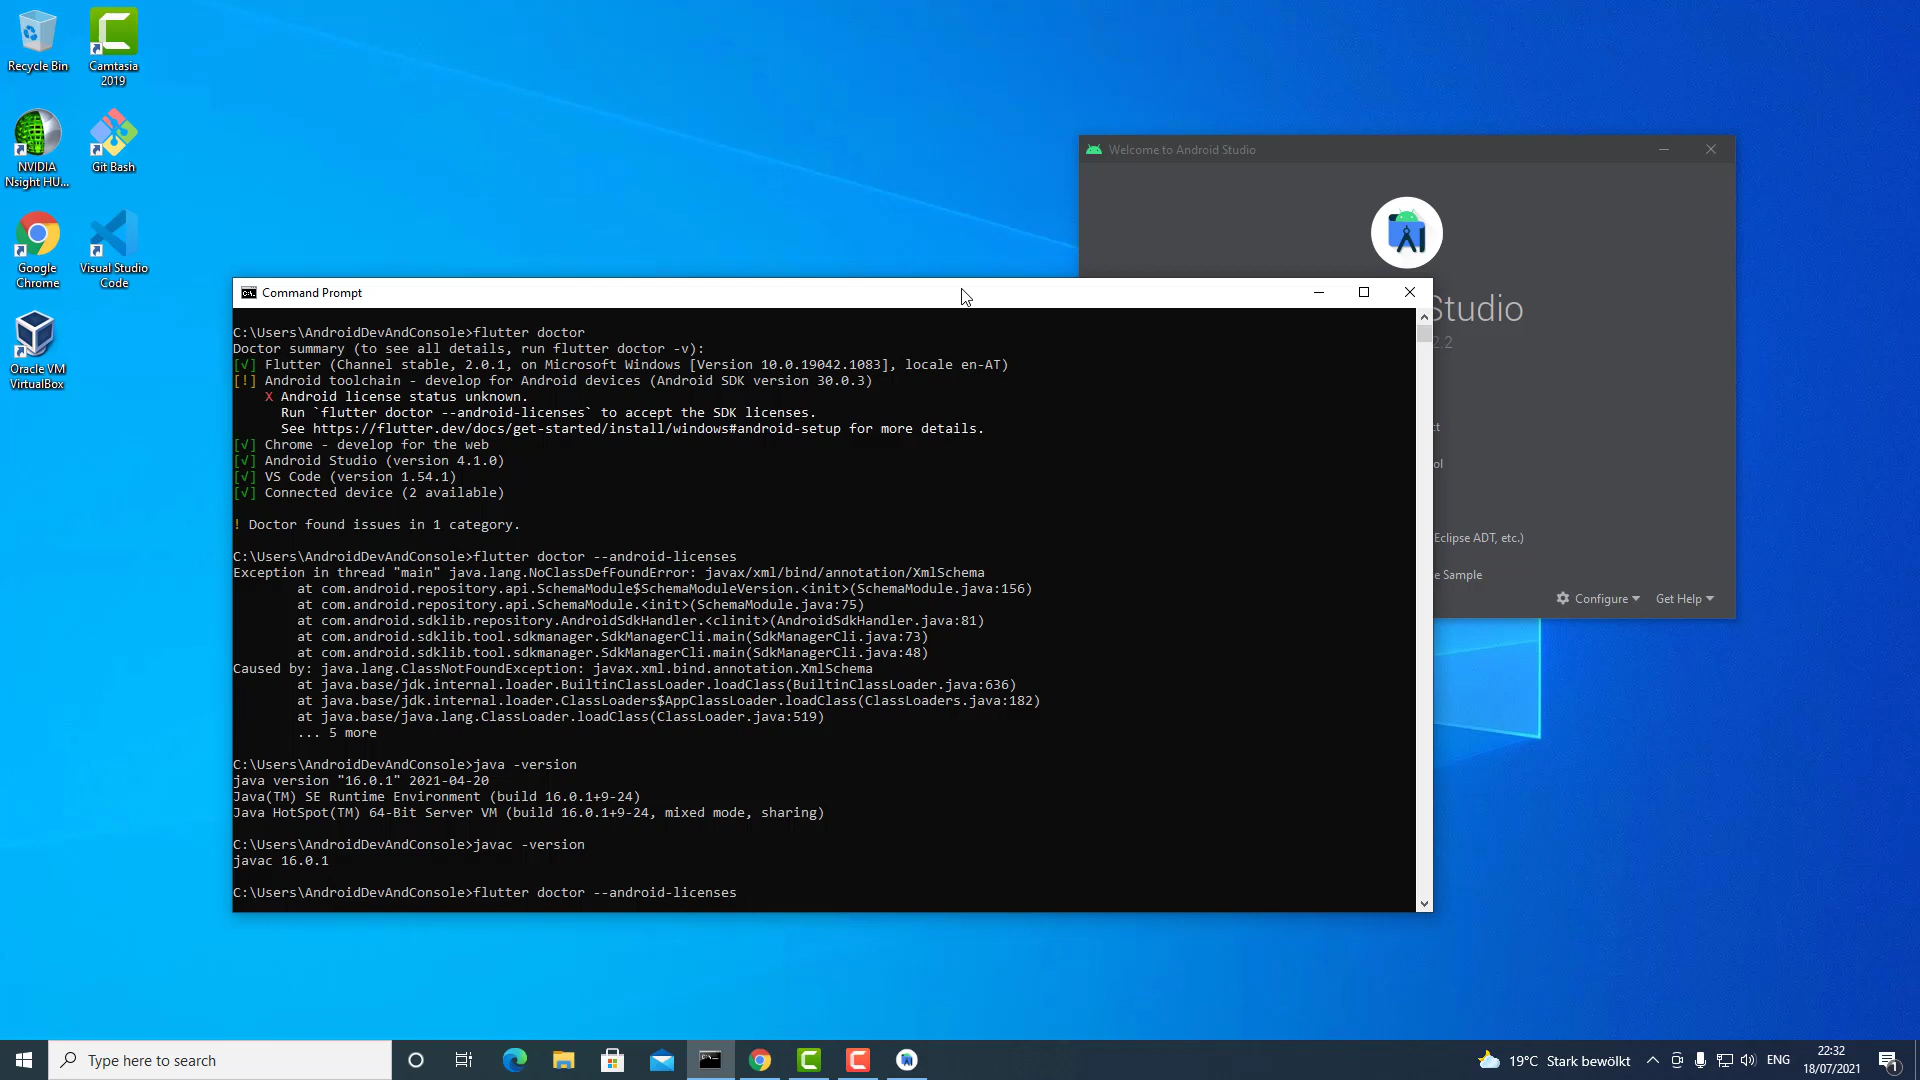 Recycle Bin
Camtasia
2019
NVIDIA
Nsight HU...
Git Bash
Google
Chrome
Visual Studio
Code
Oracle VM
VirtualBox
Welcome to Android Studio
Studio
2.2
ct
ol
Eclipse ADT, etc.)
e Sample
Configure
Get Help
Command Prompt
C:\Users\AndroidDevAndConsole>flutter doctor
Doctor summary (to see all details, run flutter doctor -v):
[√] Flutter (Channel stable, 2.0.1, on Microsoft Windows [Version 10.0.19042.1083], locale en-AT)
[!] Android toolchain - develop for Android devices (Android SDK version 30.0.3)
X Android license status unknown.
Run `flutter doctor --android-licenses` to accept the SDK licenses.
See https://flutter.dev/docs/get-started/install/windows#android-setup for more details.
[√] Chrome - develop for the web
[√] Android Studio (version 4.1.0)
[√] VS Code (version 1.54.1)
[√] Connected device (2 available)
! Doctor found issues in 1 category.
C:\Users\AndroidDevAndConsole>flutter doctor --android-licenses
Exception in thread "main" java.lang.NoClassDefFoundError: javax/xml/bind/annotation/XmlSchema
at com.android.repository.api.SchemaModule$SchemaModuleVersion.<init>(SchemaModule.java:156)
at com.android.repository.api.SchemaModule.<init>(SchemaModule.java:75)
at com.android.sdklib.repository.AndroidSdkHandler.<clinit>(AndroidSdkHandler.java:81)
at com.android.sdklib.tool.sdkmanager.SdkManagerCli.main(SdkManagerCli.java:73)
at com.android.sdklib.tool.sdkmanager.SdkManagerCli.main(SdkManagerCli.java:48)
Caused by: java.lang.ClassNotFoundException: javax.xml.bind.annotation.XmlSchema
at java.base/jdk.internal.loader.BuiltinClassLoader.loadClass(BuiltinClassLoader.java:636)
at java.base/jdk.internal.loader.ClassLoaders$AppClassLoader.loadClass(ClassLoaders.java:182)
at java.base/java.lang.ClassLoader.loadClass(ClassLoader.java:519)
... 5 more
C:\Users\AndroidDevAndConsole>java -version
java version "16.0.1" 2021-04-20
Java(TM) SE Runtime Environment (build 16.0.1+9-24)
Java HotSpot(TM) 64-Bit Server VM (build 16.0.1+9-24, mixed mode, sharing)
C:\Users\AndroidDevAndConsole>javac -version
javac 16.0.1
C:\Users\AndroidDevAndConsole>flutter doctor --android-licenses
Type here to search
19°C Stark bewölkt
ENG
22:32
18/07/2021
1